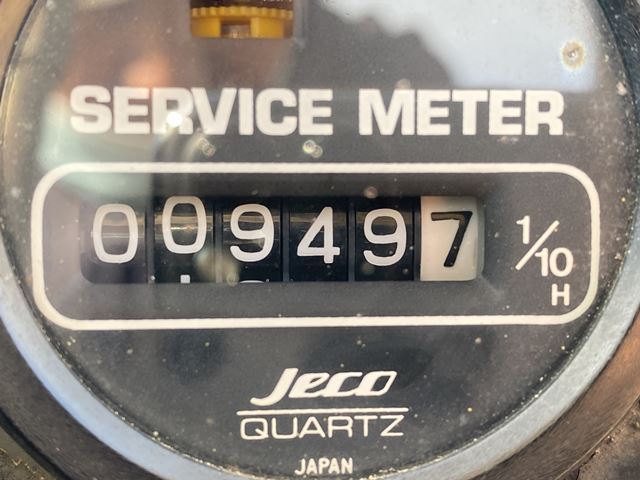 SERVICE METER
009497 1/10
H
Jeco
QUARTZ
JAPAN